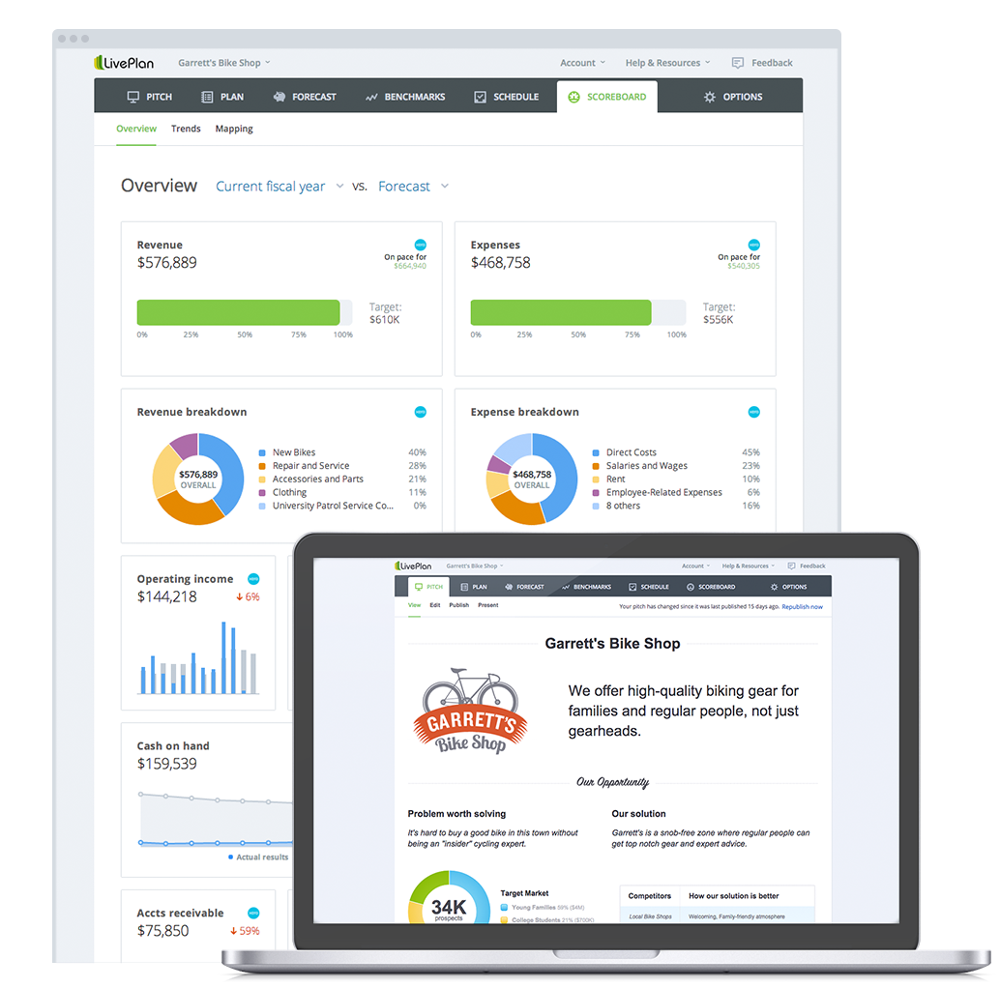 LivePlan Garrett's Bike Shop Account Help & Resources Feedback
PITCH PLAN FORECAST BENCHMARKS SCHEDULE SCOREBOARD OPTIONS
Overview Trends Mapping
Overview Current fiscal year vs. Forecast
Revenue
$576,889
On pace for
$664,940
Target:
$610K
0% 25% 50% 75% 100%
Expenses
$468,758
On pace for
$540,305
Target:
$556K
0% 25% 50% 75% 100%
Revenue breakdown
$576,889
OVERALL
New Bikes 40%
Repair and Service 28%
Accessories and Parts 21%
Clothing 11%
University Patrol Service Co... 0%
Expense breakdown
$468,758
OVERALL
Direct Costs 45%
Salaries and Wages 23%
Rent 10%
Employee-Related Expenses 6%
8 others 16%
Operating income
$144,218 6%
Cash on hand
$159,539
Actual results
Accts receivable
$75,850 59%
LivePlan Garrett's Bike Shop Account Help & Resources Feedback
PITCH PLAN FORECAST BENCHMARKS SCHEDULE SCOREBOARD OPTIONS
View Edit Publish Present Your pitch has changed since it was last published 15 days ago. Republish now
Garrett's Bike Shop
GARRETT'S
Bike Shop
We offer high-quality biking gear for
families and regular people, not just
gearheads.
Our Opportunity
Problem worth solving
It's hard to buy a good bike in this town without
being an "insider" cycling expert.
Our solution
Garrett's is a snob-free zone where regular people can
get top notch gear and expert advice.
34K
prospects
Target Market
Young Families 59% ($4M)
College Students 21% ($700K)
Competitors How our solution is better
Local Bike Shops Welcoming, Family-friendly atmosphere